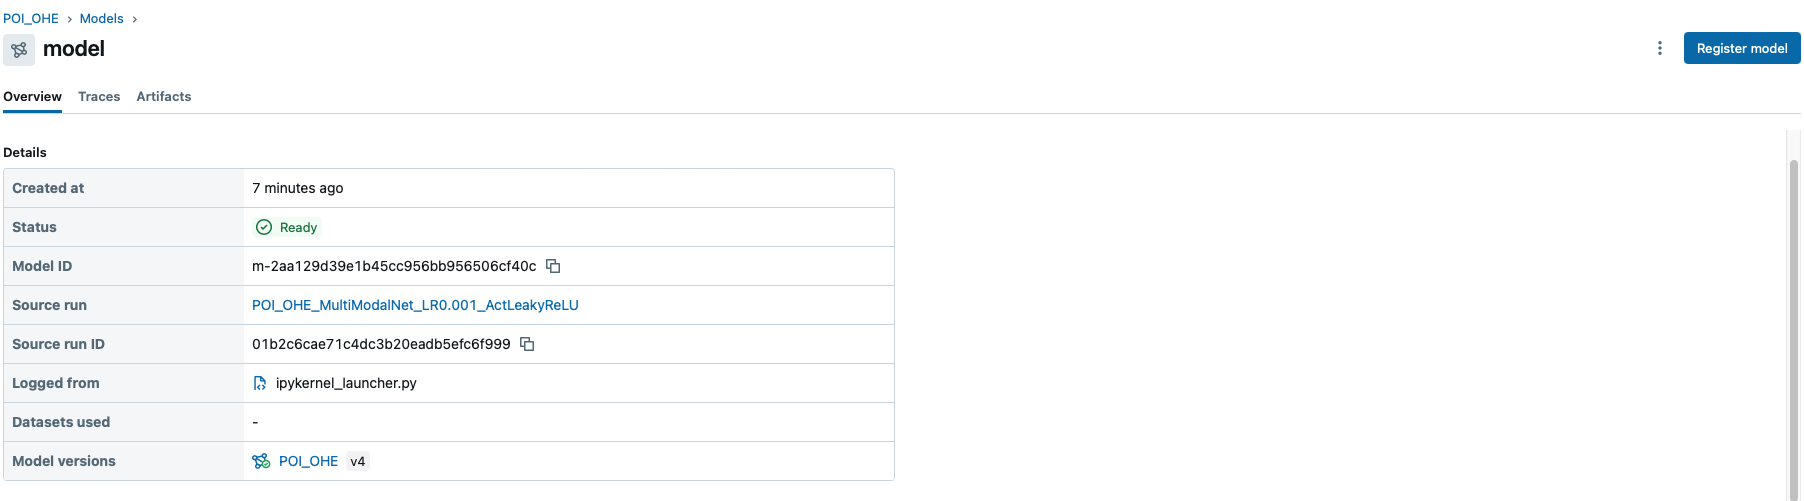 POI_OHE › Models ›
model
Register model
Overview Traces Artifacts
Details
Created at 7 minutes ago
Status Ready
Model ID m-2aa129d39e1b45cc956bb956506cf40c
Source run POI_OHE_MultiModalNet_LR0.001_ActLeakyReLU
Source run ID 01b2c6cae71c4dc3b20eadb5efc6f999
Logged from ipykernel_launcher.py
Datasets used -
Model versions POI_OHE v4